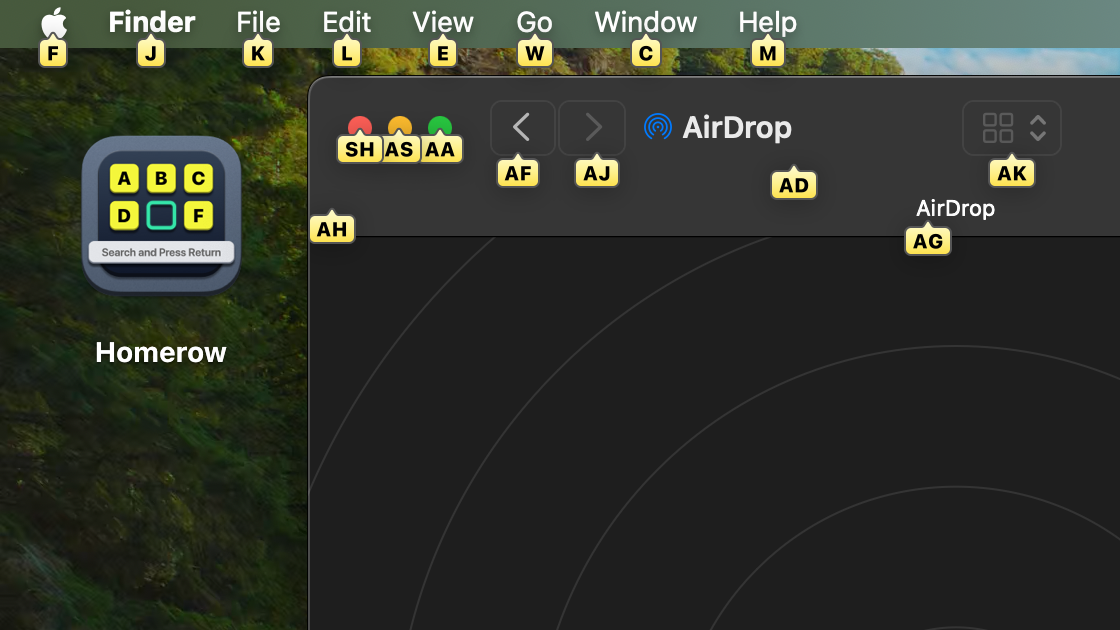 Finder File Edit View Go Window Help
F J K L E W C M
AirDrop
SH AS AA AF AJ AD AK
AirDrop
AH AG
A B C
D F
Search and Press Return
Homerow